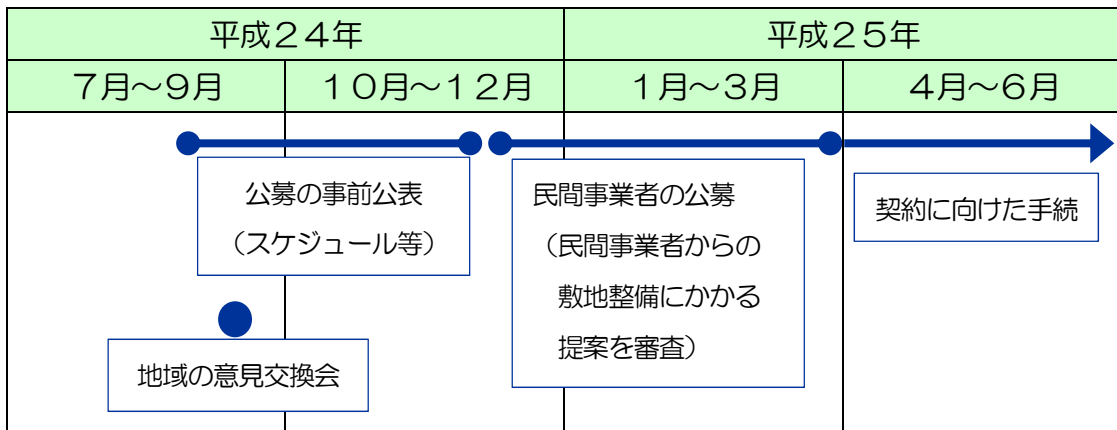 平成２４年
平成２５年
７月～９月
１０月～１２月
１月～３月
４月～６月
公募の事前公表
（スケジュール等）
民間事業者の公募
（民間事業者からの
敷地整備にかかる
提案を審査）
契約に向けた手続
地域の意見交換会